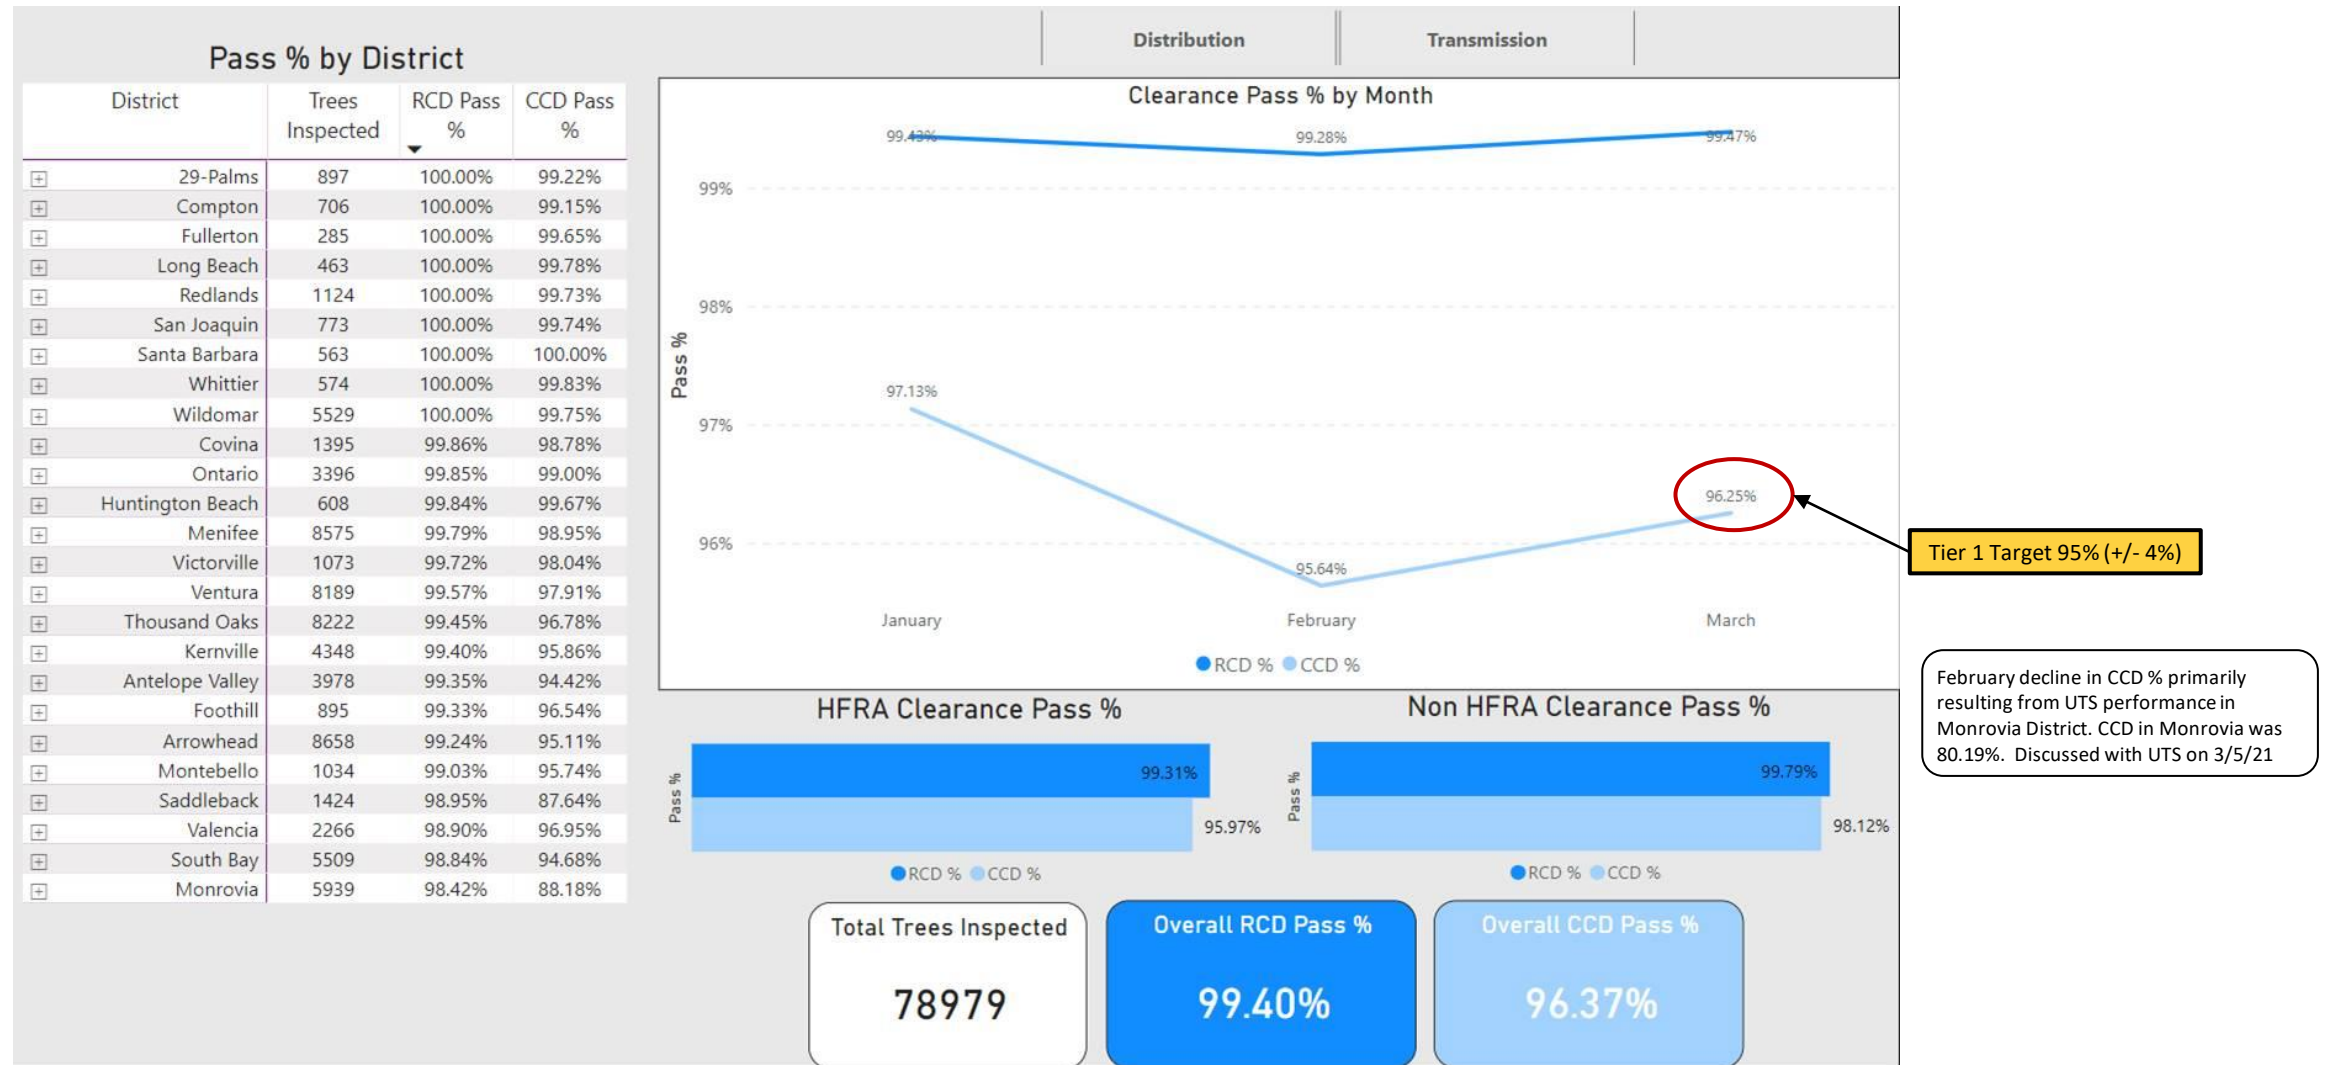 Pass % by District
District Trees Inspected RCD Pass % CCD Pass %
29-Palms 897 100.00% 99.22%
Compton 706 100.00% 99.15%
Fullerton 285 100.00% 99.65%
Long Beach 463 100.00% 99.78%
Redlands 1124 100.00% 99.73%
San Joaquin 773 100.00% 99.74%
Santa Barbara 563 100.00% 100.00%
Whittier 574 100.00% 99.83%
Wildomar 5529 100.00% 99.75%
Covina 1395 99.86% 98.78%
Ontario 3396 99.85% 99.00%
Huntington Beach 608 99.84% 99.67%
Menifee 8575 99.79% 98.95%
Victorville 1073 99.72% 98.04%
Ventura 8189 99.57% 97.91%
Thousand Oaks 8222 99.45% 96.78%
Kernville 4348 99.40% 95.86%
Antelope Valley 3978 99.35% 94.42%
Foothill 895 99.33% 96.54%
Arrowhead 8658 99.24% 95.11%
Montebello 1034 99.03% 95.74%
Saddleback 1424 98.95% 87.64%
Valencia 2266 98.90% 96.95%
South Bay 5509 98.84% 94.68%
Monrovia 5939 98.42% 88.18%
Distribution Transmission
Clearance Pass % by Month
99.43% 99.28% 99.47%
99%
98%
Pass %
97.13%
97%
96.25%
96%
95.64%
January February March
RCD % CCD %
Tier 1 Target 95% (+/- 4%)
February decline in CCD % primarily
resulting from UTS performance in
Monrovia District. CCD in Monrovia was
80.19%. Discussed with UTS on 3/5/21
HFRA Clearance Pass %
Pass %
99.31%
95.97%
RCD % CCD %
Non HFRA Clearance Pass %
Pass %
99.79%
98.12%
RCD % CCD %
Total Trees Inspected
78979
Overall RCD Pass %
99.40%
Overall CCD Pass %
96.37%